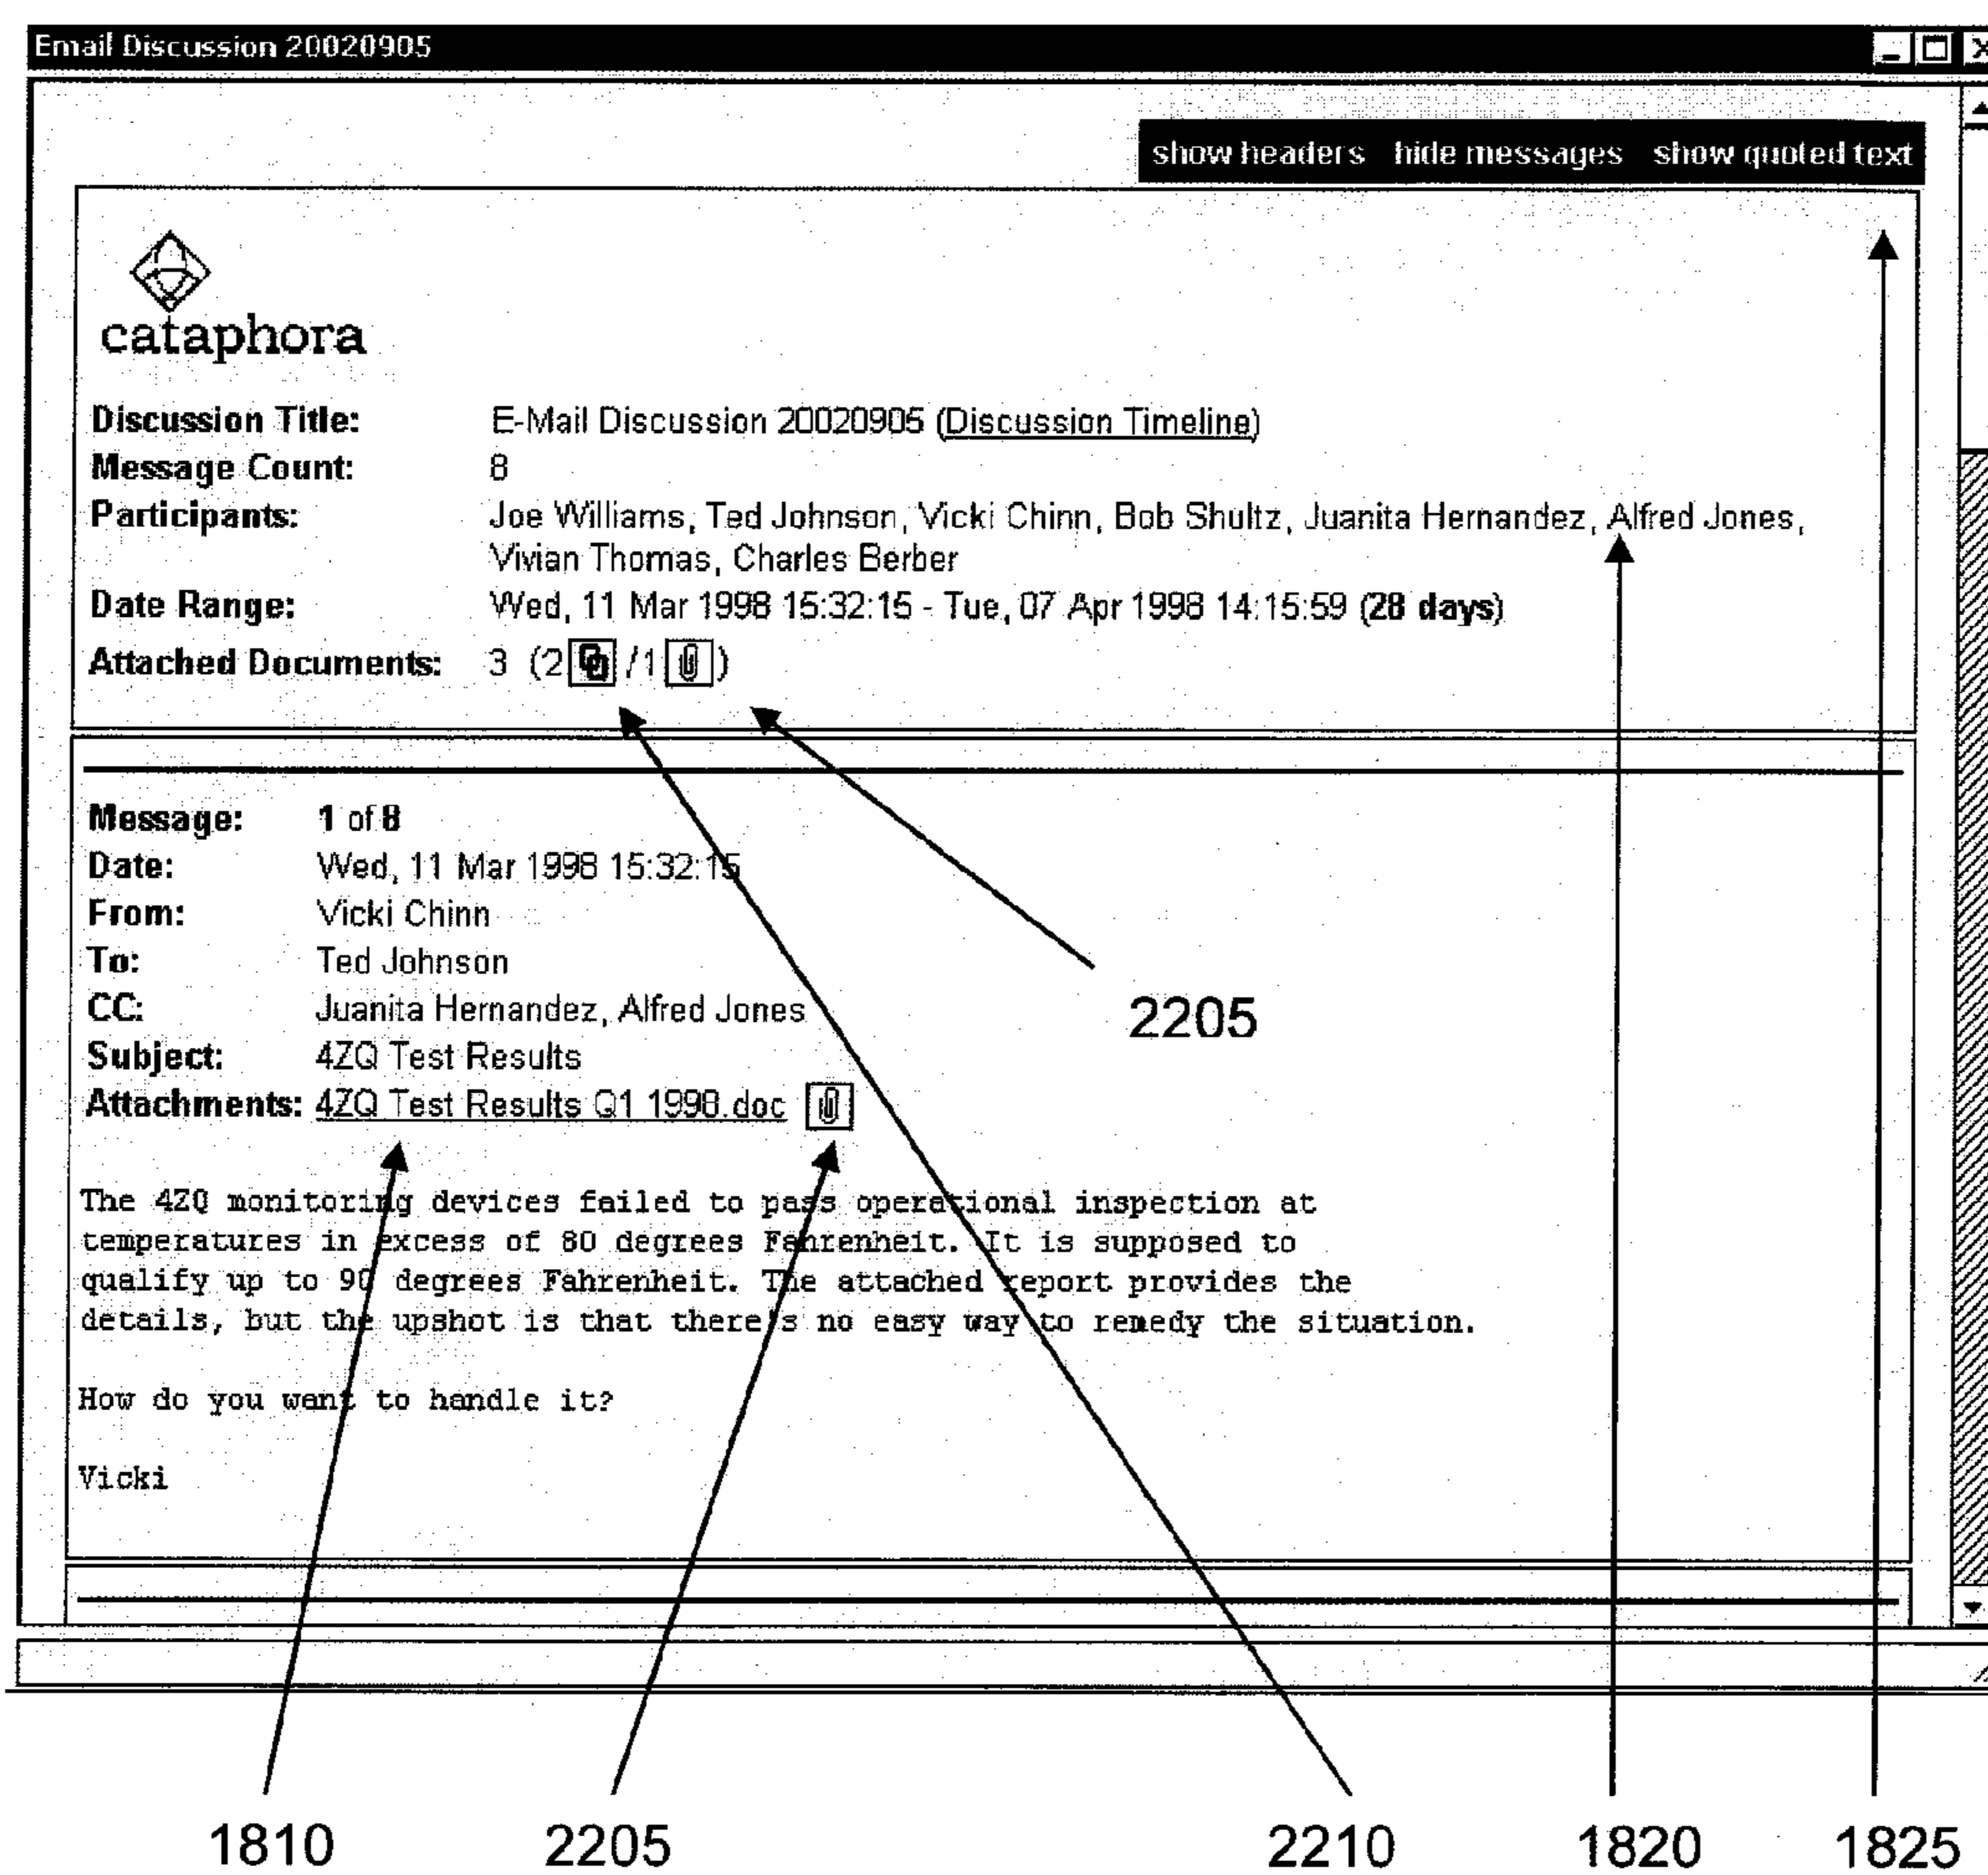 Email Discussion 20020905
show headers hide messages show quoted text
cataphora
Discussion Title: E-Mail Discussion 20020905 (Discussion Timeline)
Message Count: 8
Participants: Joe Williams, Ted Johnson, Vicki Chinn, Bob Shultz, Juanita Hernandez, Alfred Jones,
Vivian Thomas, Charles Berber
Date Range: Wed, 11 Mar 1998 15:32:15 - Tue, 07 Apr 1998 14:15:59 (28 days)
Attached Documents: 3 (2 /1 )
Message: 1 of 8
Date: Wed, 11 Mar 1998 15:32:15
From: Vicki Chinn
To: Ted Johnson
CC: Juanita Hernandez, Alfred Jones
Subject: 4ZQ Test Results
Attachments: 4ZQ Test Results Q1 1998.doc
2205
The 4ZQ monitoring devices failed to pass operational inspection at
temperatures in excess of 80 degrees Fahrenheit. It is supposed to
qualify up to 90 degrees Fahrenheit. The attached report provides the
details, but the upshot is that there's no easy way to remedy the situation.
How do you want to handle it?
Vicki
1810 2205 2210 1820 1825